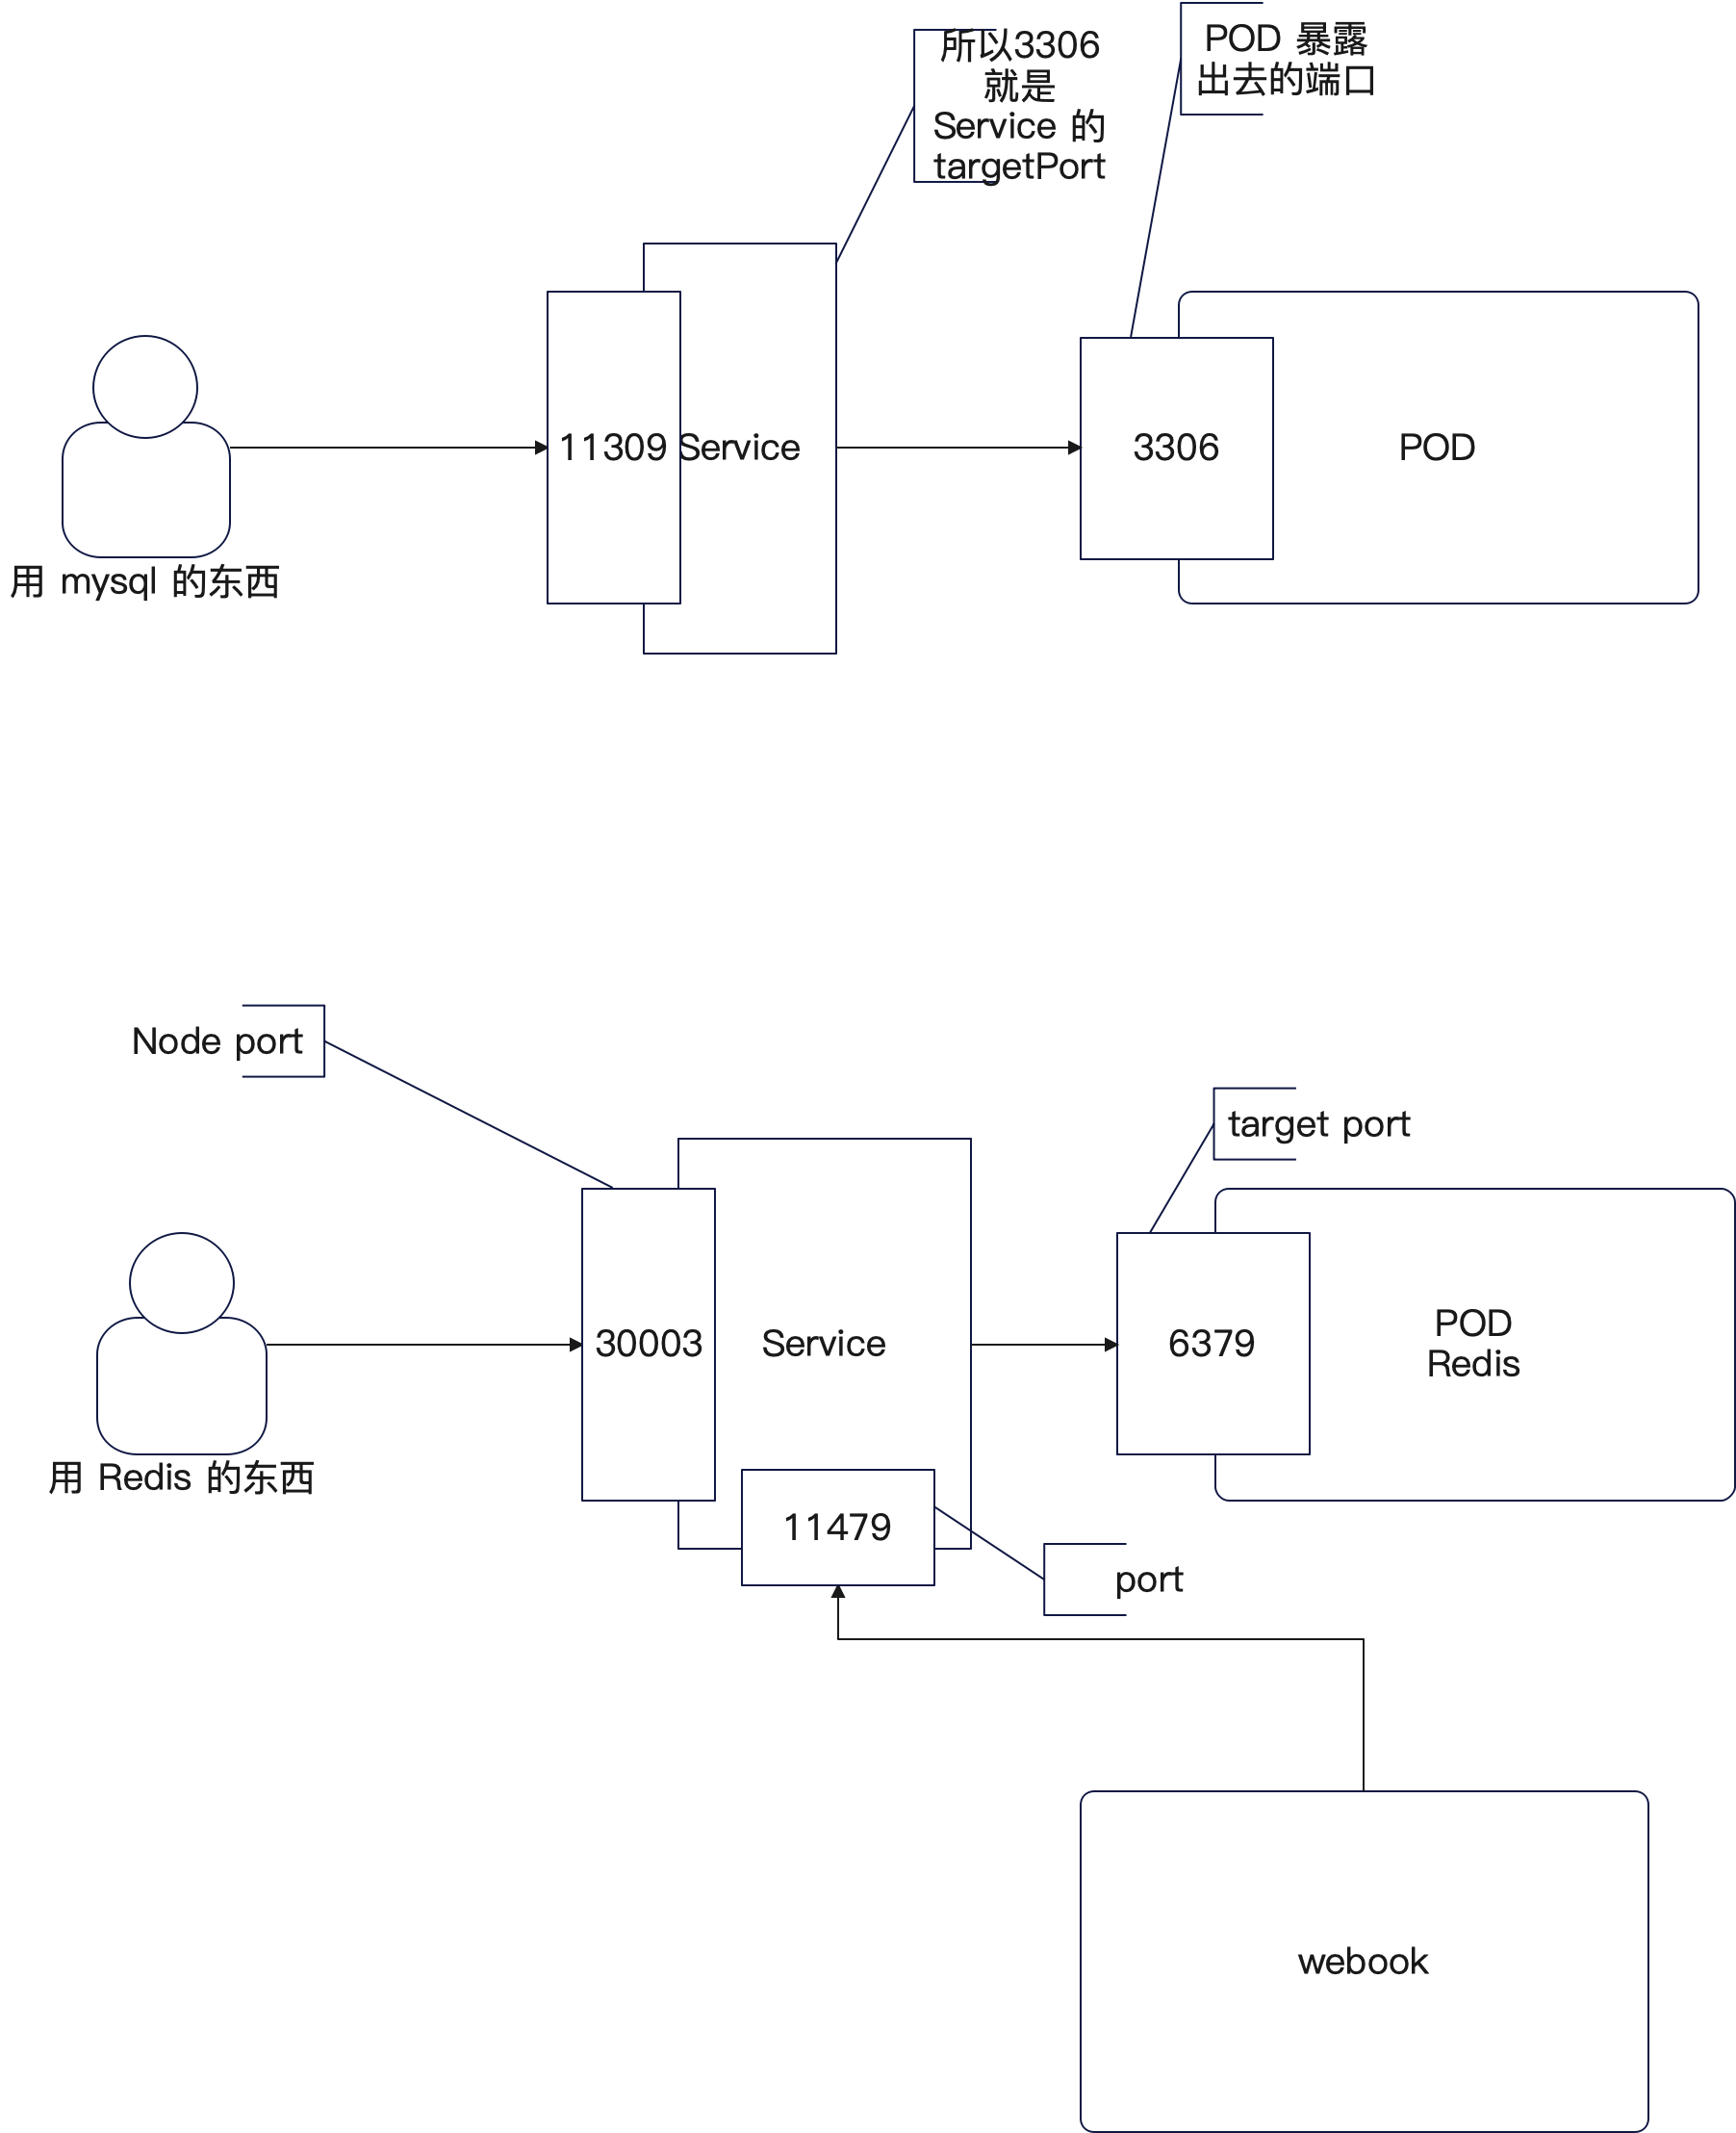 所以3306
就是
Service 的
targetPort
POD 暴露
出去的端口
11309
Service
3306
POD
用 mysql 的东西
Node port
target port
30003
Service
6379
POD
Redis
用 Redis 的东西
11479
port
webook